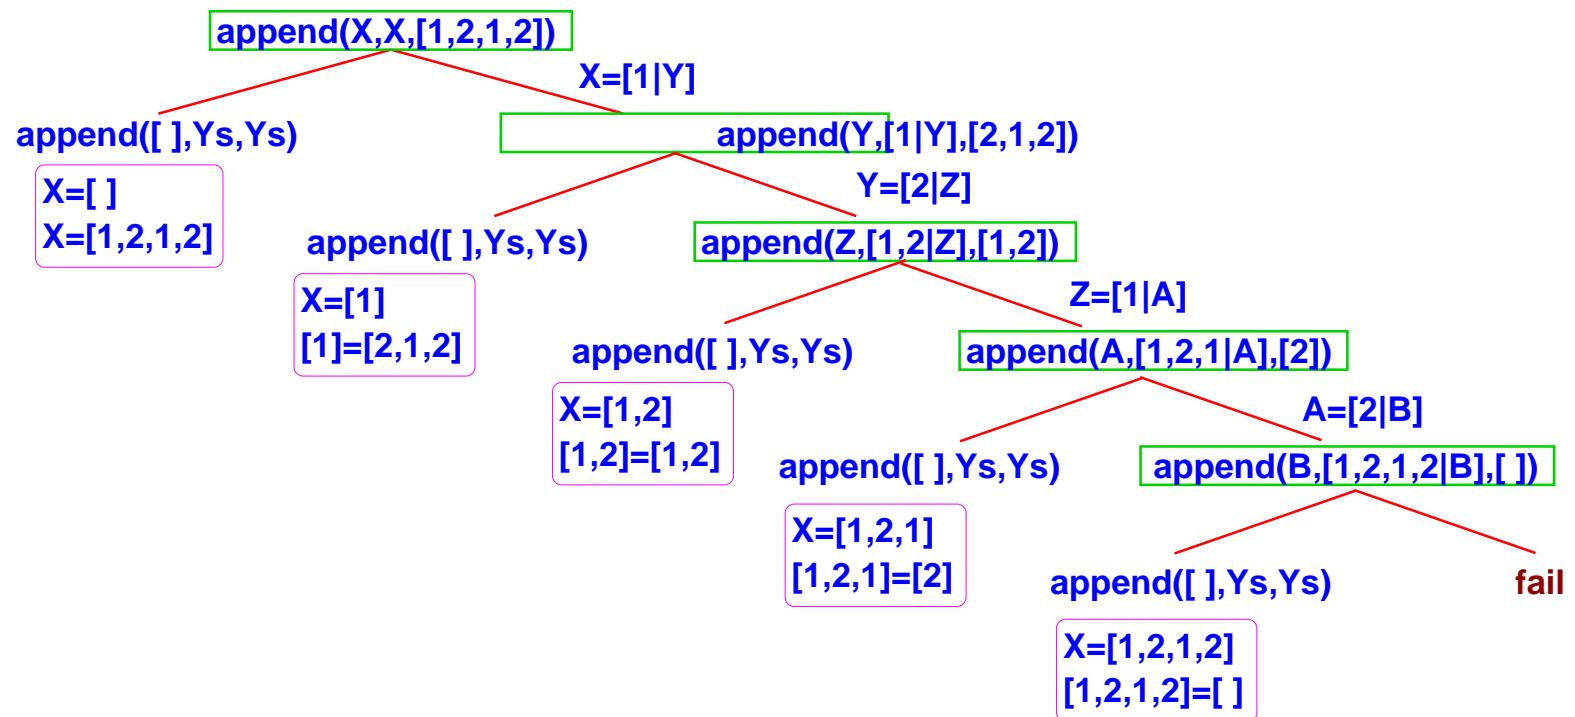 append(X,X,[1,2,1,2])
X=[1|Y]
append([ ],Ys,Ys)
append(Y,[1|Y],[2,1,2])
X=[ ]
X=[1,2,1,2]
Y=[2|Z]
append([ ],Ys,Ys)
append(Z,[1,2|Z],[1,2])
X=[1]
[1]=[2,1,2]
Z=[1|A]
append([ ],Ys,Ys)
append(A,[1,2,1|A],[2])
X=[1,2]
[1,2]=[1,2]
A=[2|B]
append([ ],Ys,Ys)
append(B,[1,2,1,2|B],[ ])
X=[1,2,1]
[1,2,1]=[2]
append([ ],Ys,Ys)
fail
X=[1,2,1,2]
[1,2,1,2]=[ ]